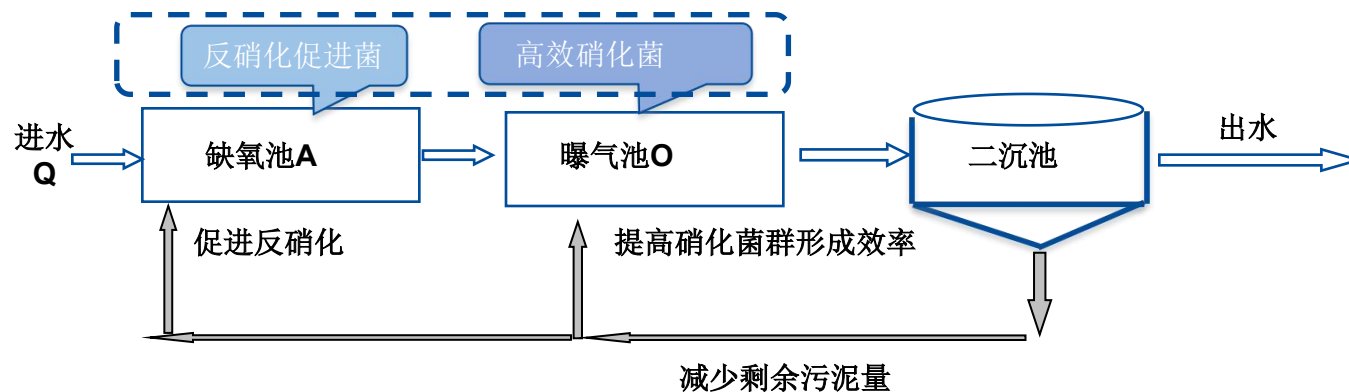 反硝化促进菌
高效硝化菌
进水
Q
缺氧池A
曝气池O
二沉池
出水
促进反硝化
提高硝化菌群形成效率
减少剩余污泥量